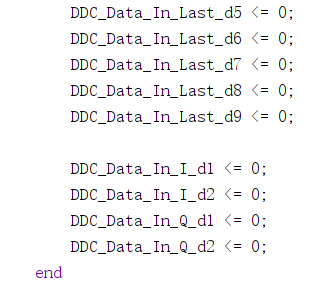 DDC_Data_In_Last_d5 <= 0;
DDC_Data_In_Last_d6 <= 0;
DDC_Data_In_Last_d7 <= 0;
DDC_Data_In_Last_d8 <= 0;
DDC_Data_In_Last_d9 <= 0;
DDC_Data_In_I_d1 <= 0;
DDC_Data_In_I_d2 <= 0;
DDC_Data_In_Q_d1 <= 0;
DDC_Data_In_Q_d2 <= 0;
end